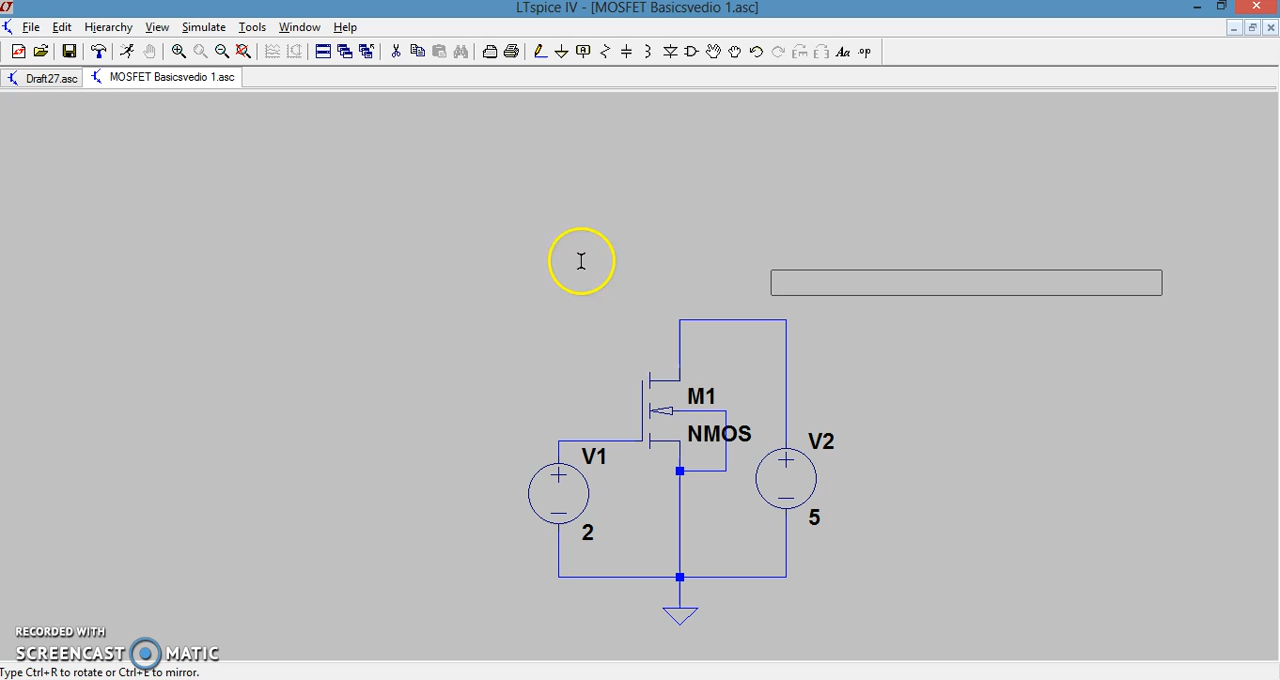 LTspice IV - [MOSFET Basicsvedio 1.asc]
File Edit Hierarchy View Simulate Tools Window Help
Aa .op
Draft27.asc MOSFET Basicsvedio 1.asc
M1
NMOS
V1
2
V2
5
RECORDED WITH
SCREENCAST MATIC
Type Ctrl+R to rotate or Ctrl+E to mirror.